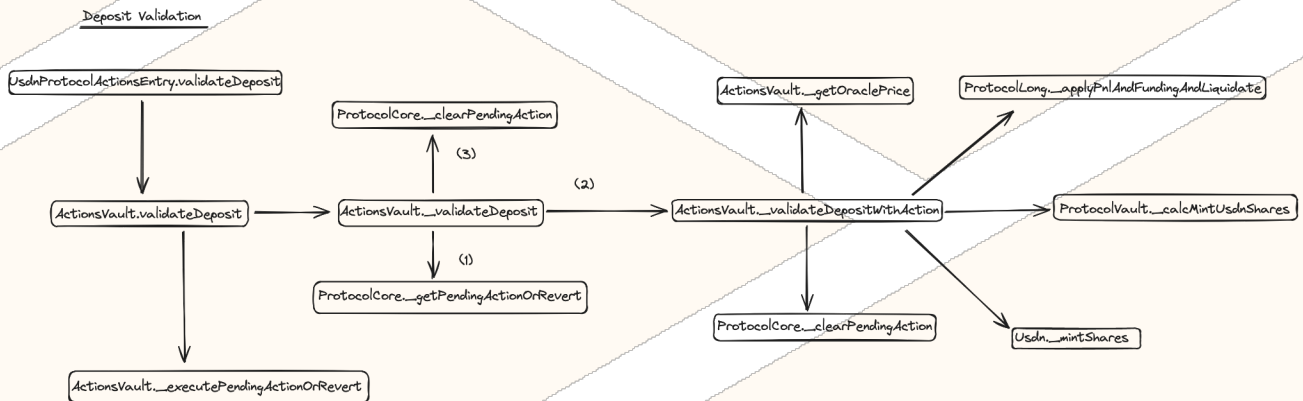 Deposit Validation
UsdnProtocolActionsEntry.validateDeposit
ActionsVault._getOraclePrice
ProtocolLong._applyPnlAndFundingAndLiquidate
ProtocolCore._clearPendingAction
(3)
(2)
ActionsVault.validateDeposit
ActionsVault._validateDeposit
ActionsVault._validateDepositWithAction
ProtocolVault._calcMintUsdnShares
(1)
ProtocolCore._getPendingActionOrRevert
ProtocolCore._clearPendingAction
Usdn._mintShares
ActionsVault._executePendingActionOrRevert